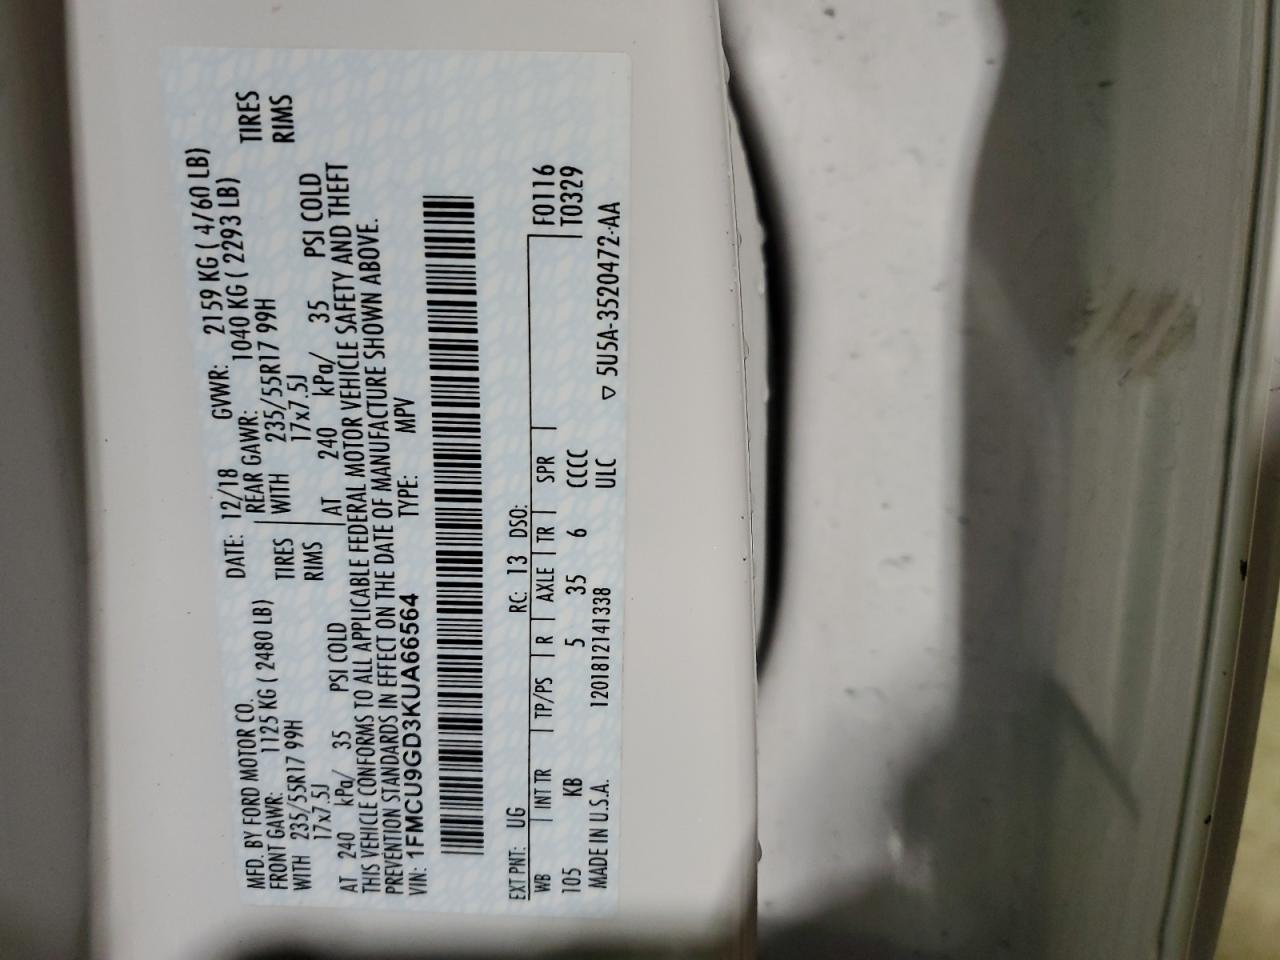 MFD. BY FORD MOTOR CO. DATE: 12/18 GVWR: 2159 KG ( 4760 LB)
FRONT GAWR: 1125 KG ( 2480 LB) REAR GAWR: 1040 KG ( 2293 LB)
WITH 235/55R17 99H TIRES WITH 235/55R17 99H TIRES
17x7.5J RIMS 17x7.5J RIMS
AT 240 kPa/ 35 PSI COLD AT 240 kPa/ 35 PSI COLD
THIS VEHICLE CONFORMS TO ALL APPLICABLE FEDERAL MOTOR VEHICLE SAFETY AND THEFT
PREVENTION STANDARDS IN EFFECT ON THE DATE OF MANUFACTURE SHOWN ABOVE.
VIN: 1FMCU9GD3KUA66564 TYPE: MPV
EXT PNT: UG RC: 13 DSO: F0116
WB INT TR TP/PS R AXLE TR SPR T0329
105 KB 5 35 6 CCCC
MADE IN U.S.A. 120181214​1338 ULC ▽ 5U5A-3520472-AA